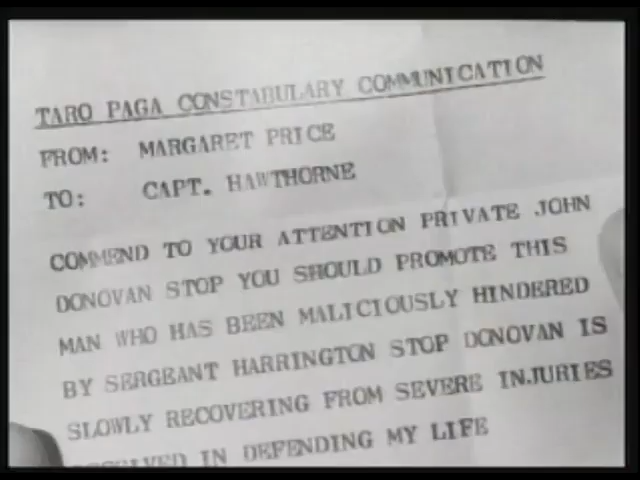 TARO PAGA CONSTABULARY COMMUNICATION
FROM: MARGARET PRICE
TO: CAPT. HAWTHORNE
COMMEND TO YOUR ATTENTION PRIVATE JOHN
DONOVAN STOP YOU SHOULD PROMOTE THIS
MAN WHO HAS BEEN MALICIOUSLY HINDERED
BY SERGEANT HARRINGTON STOP DONOVAN IS
SLOWLY RECOVERING FROM SEVERE INJURIES
RECEIVED IN DEFENDING MY LIFE